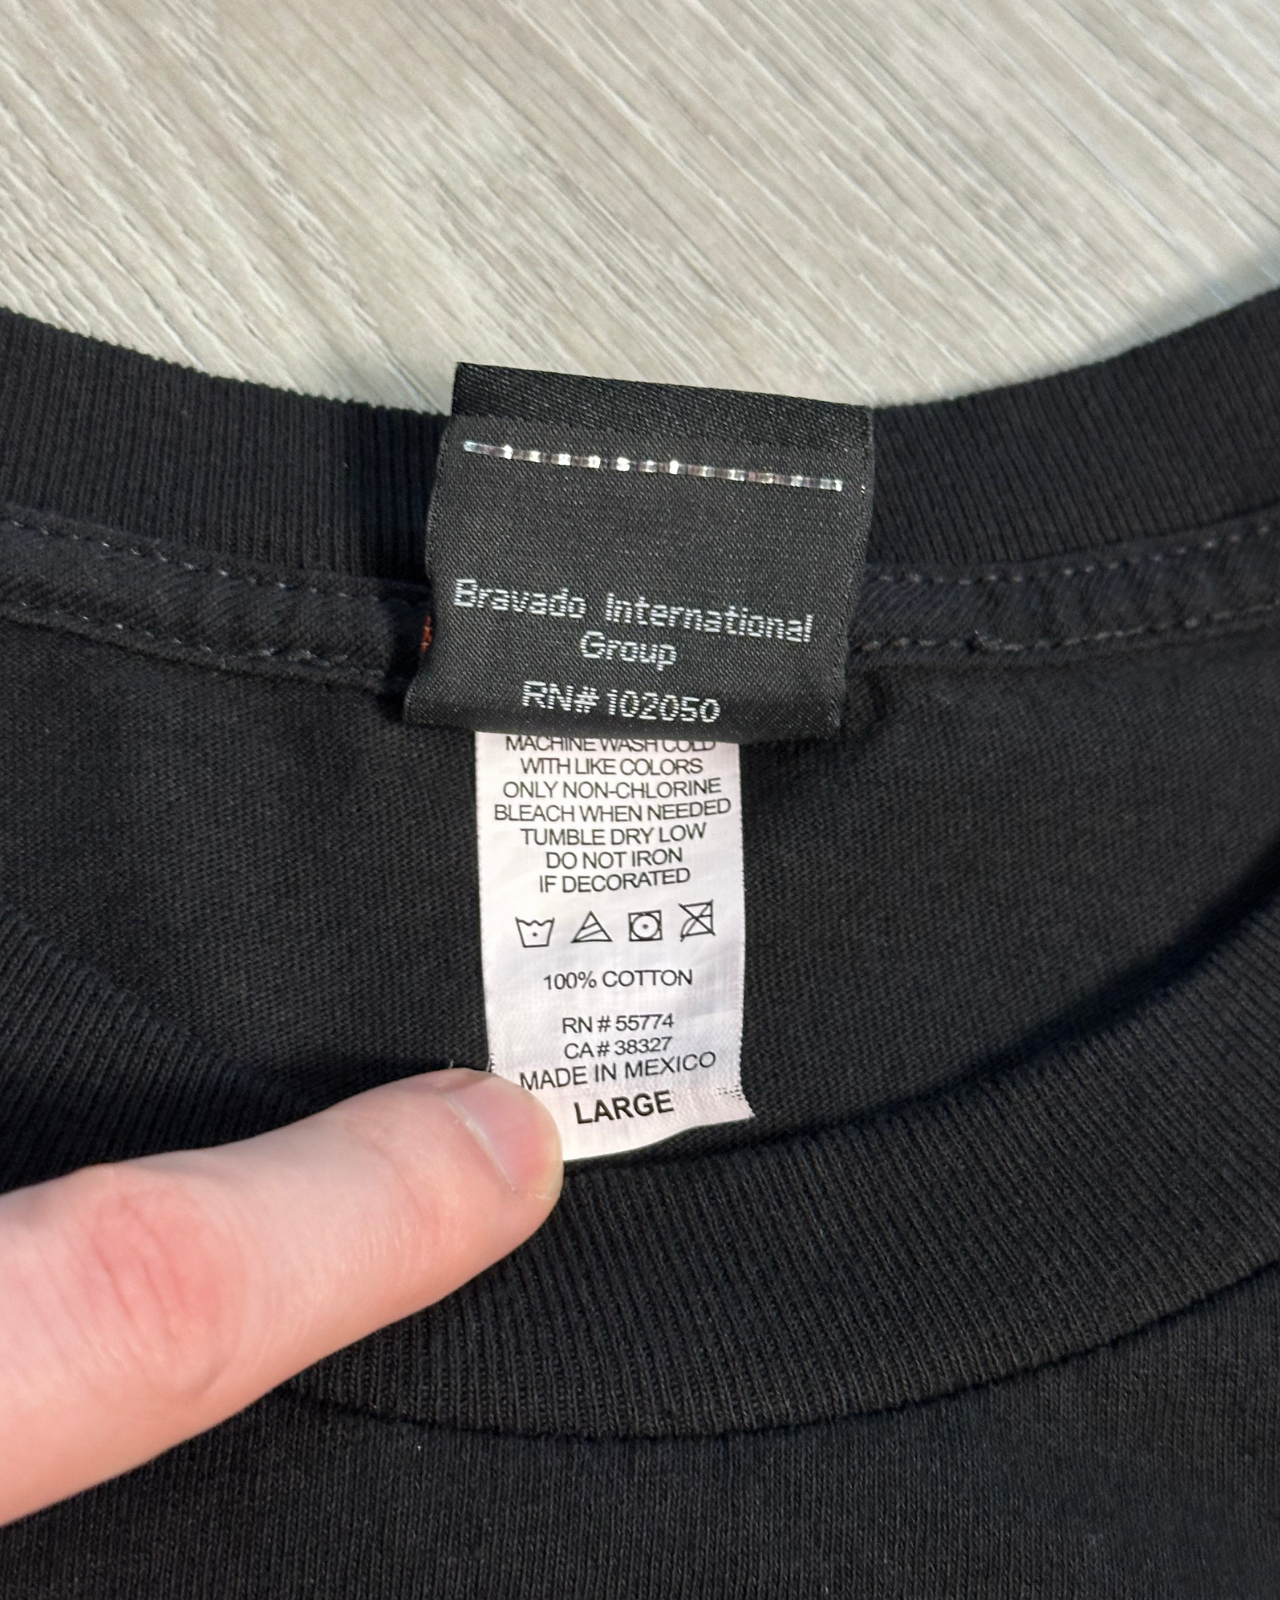 Bravado International
Group
RN# 102050
MACHINE WASH COLD
WITH LIKE COLORS
ONLY NON-CHLORINE
BLEACH WHEN NEEDED
TUMBLE DRY LOW
DO NOT IRON
IF DECORATED
100% COTTON
RN # 55774
CA # 38327
MADE IN MEXICO
LARGE